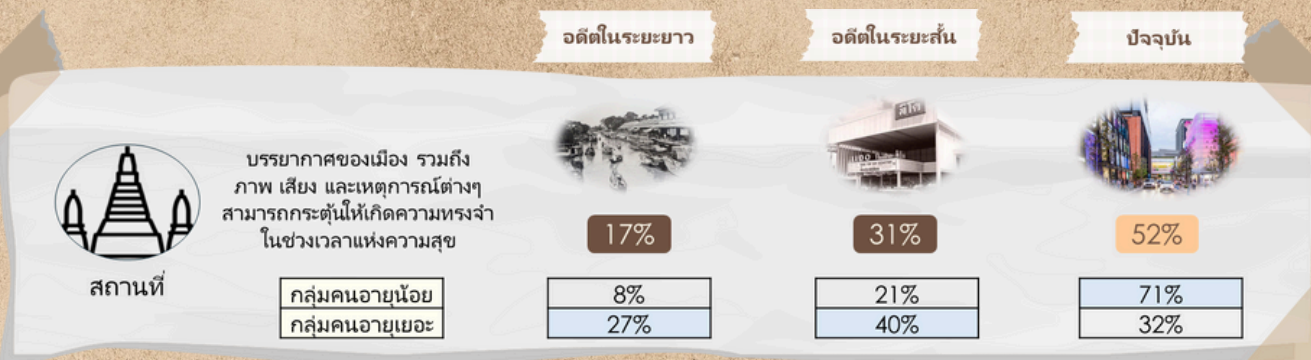 อดีตในระยะยาว
อดีตในระยะสั้น
ปัจจุบัน
บรรยากาศของเมือง รวมถึง
ภาพ เสียง และเหตุการณ์ต่างๆ
สามารถกระตุ้นให้เกิดความทรงจำ
ในช่วงเวลาแห่งความสุข
17%
31%
52%
สถานที่
กลุ่มคนอายุน้อย
8%
21%
71%
กลุ่มคนอายุเยอะ
27%
40%
32%